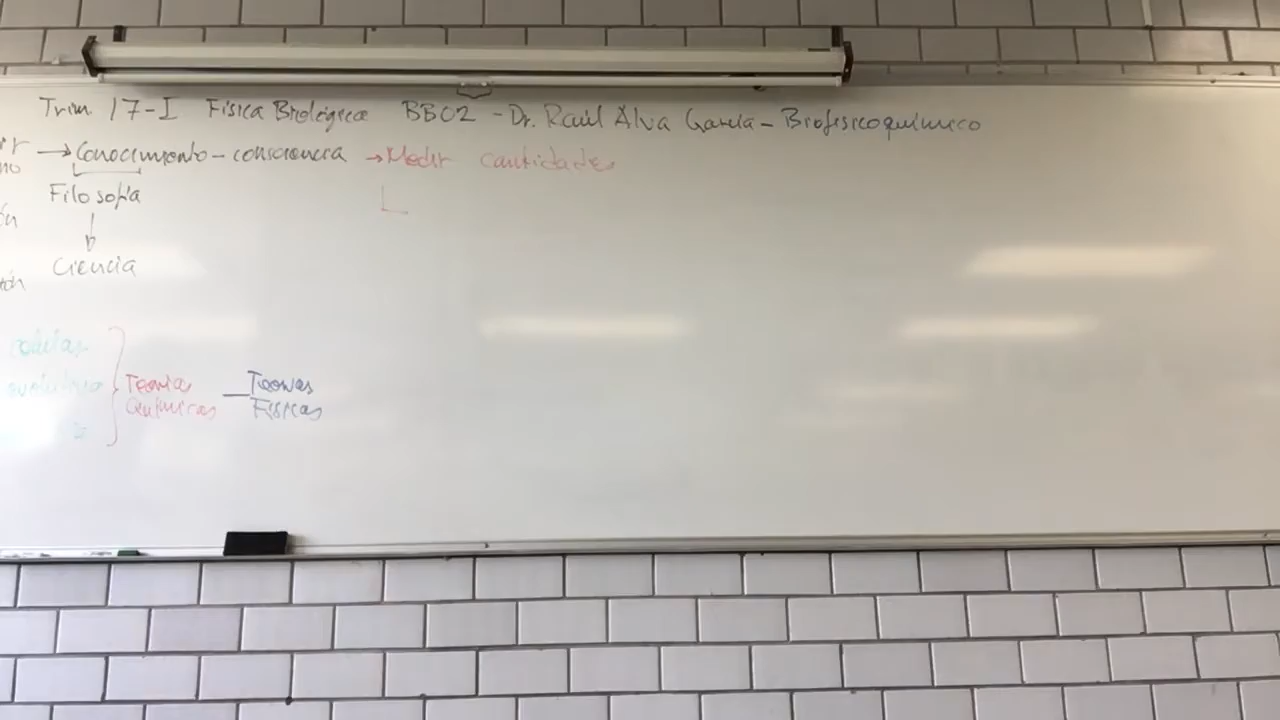 Trim. 17-I Física Biológica BB02 - Dr. Raúl Alva García - Biofisicoquímico
→ Conocimiento - consciencia → Medir cantidades
Filosofía
Ciencia
Teorías Químicas — Teorías Físicas